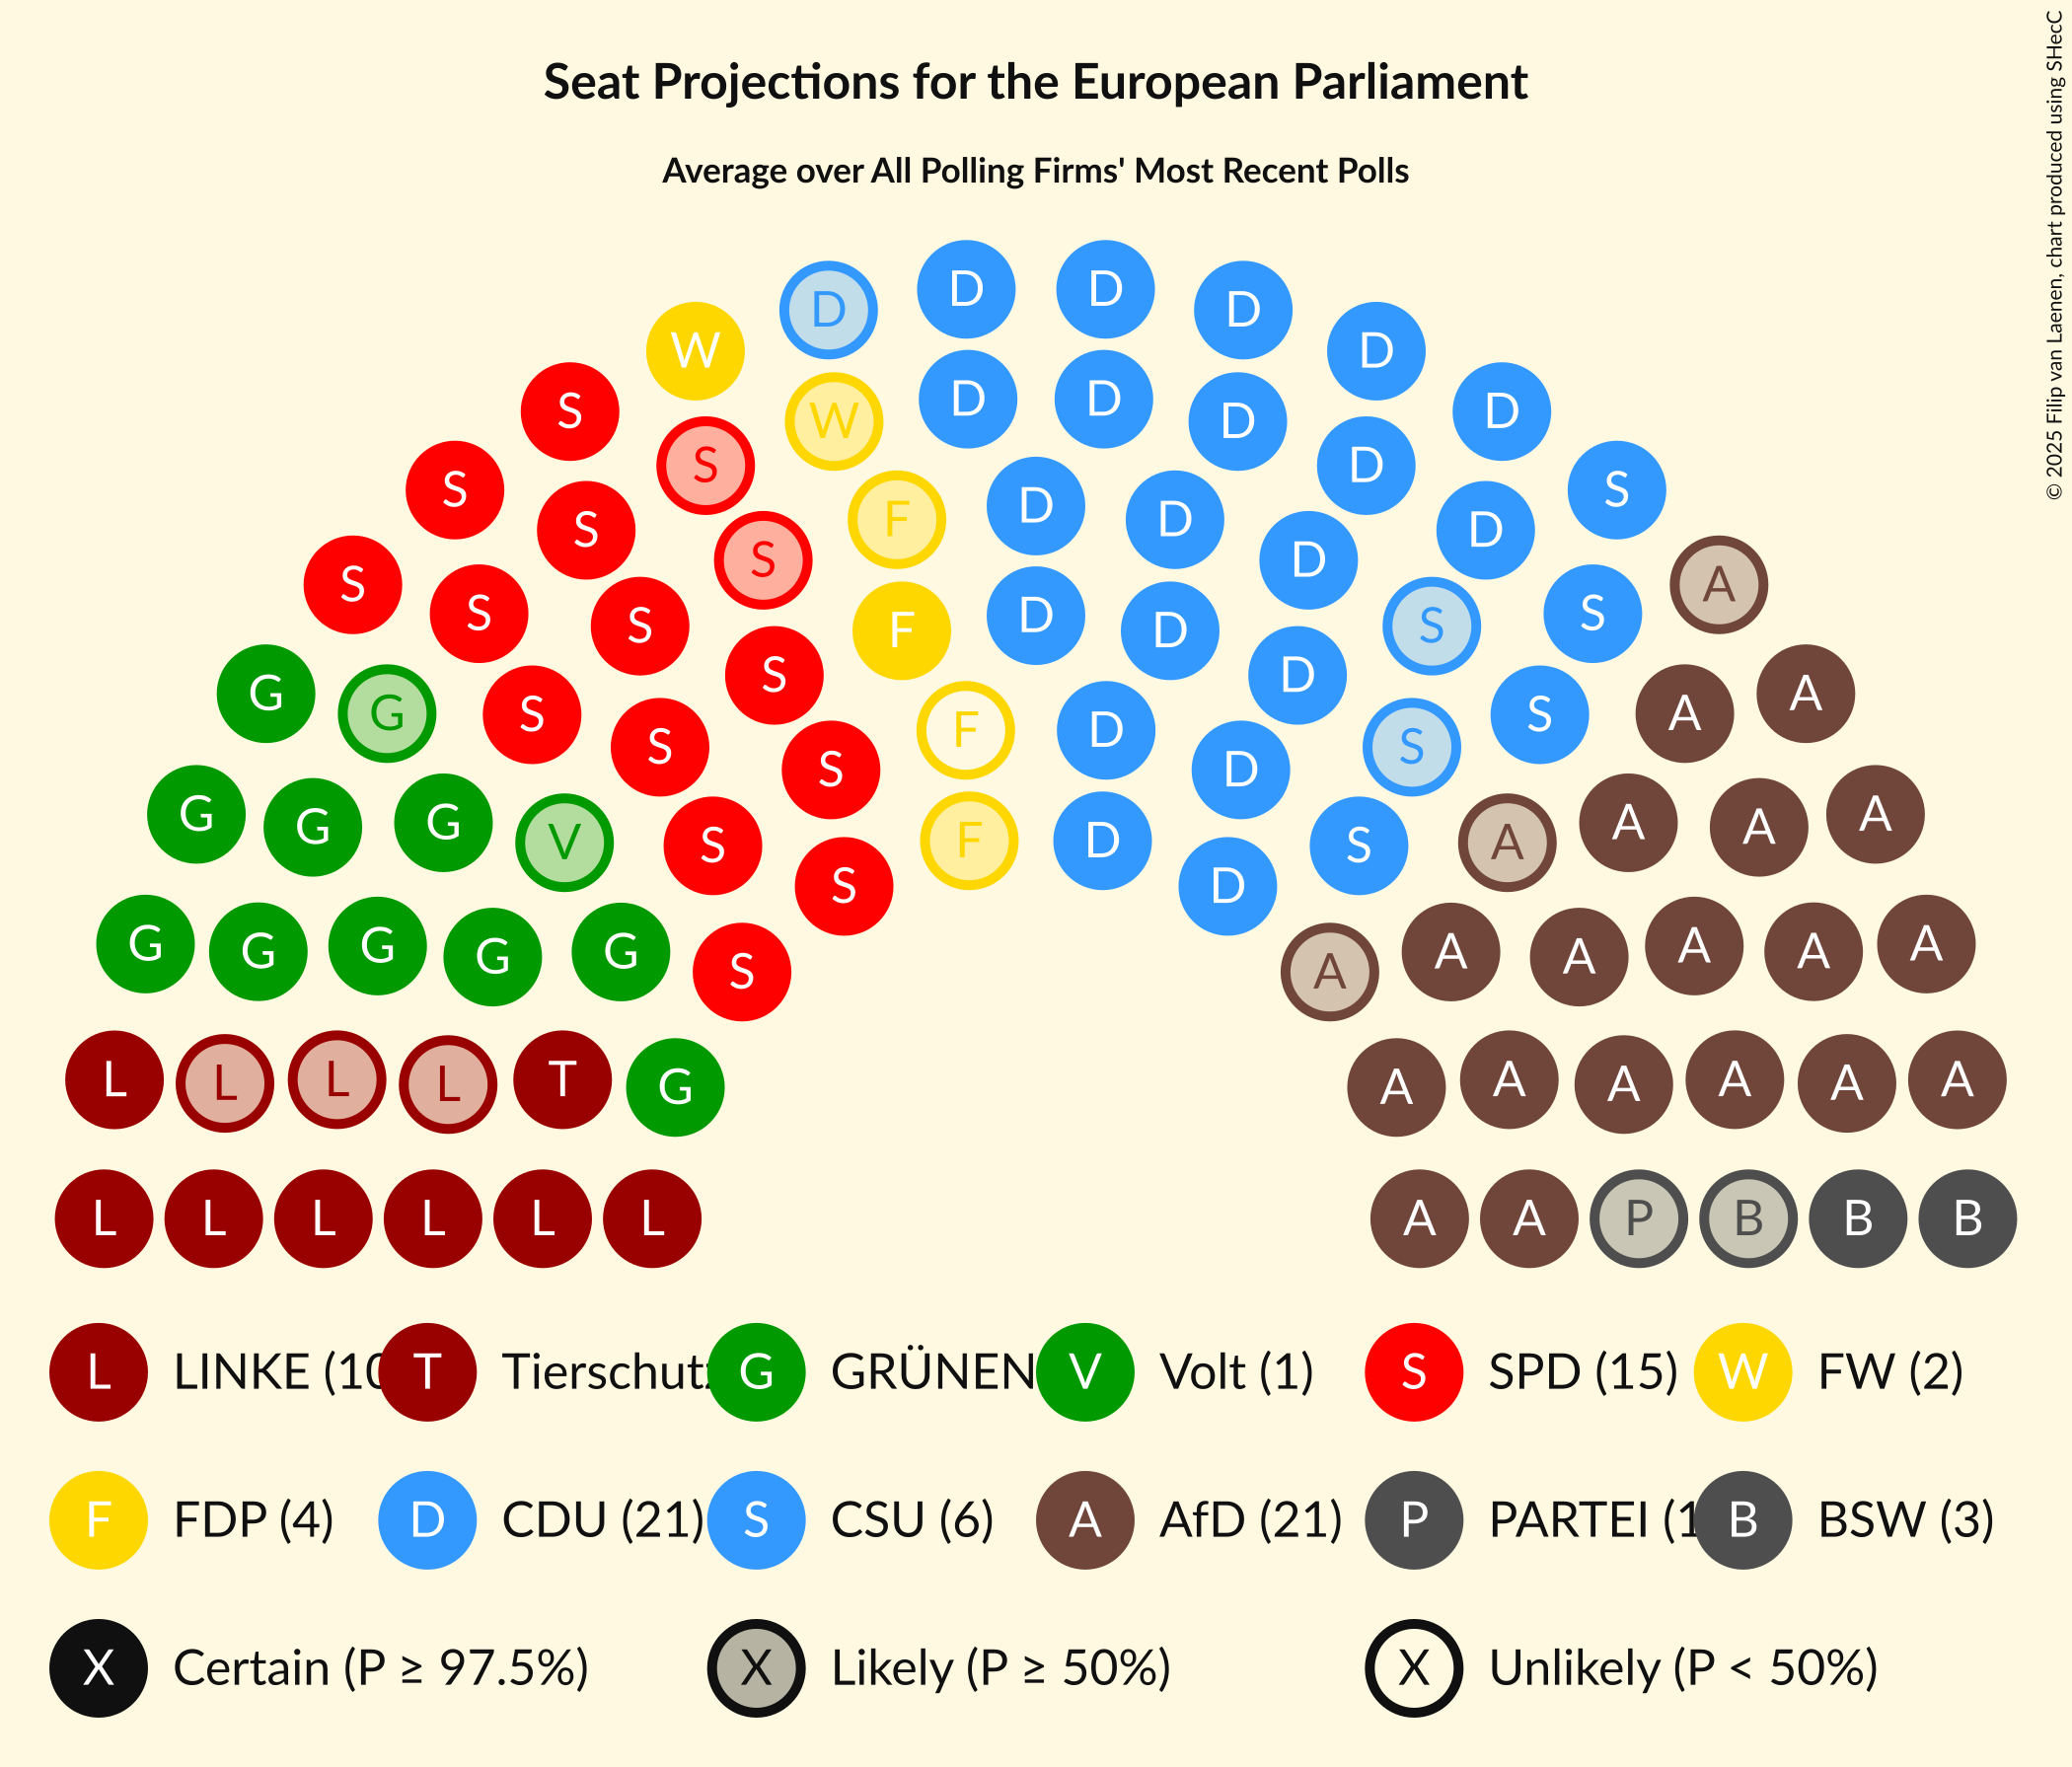 Seat Projections for the European Parliament
Average over All Polling Firms' Most Recent Polls
© 2025 Filip van Laenen, chart produced using SHecC
D D D D
W D D
S W D D D D D
S S F D D D S
S S S D D A
S S F D S S
G G S S S F D D S S A A
G G G V S S F D D S A A A A
G G G G G S A A A A A A
L L L L T G A A A A A A
L L L L L L A A P B B B
L LINKE (10 T Tierschutz G GRÜNEN V Volt (1) S SPD (15) W FW (2)
F FDP (4) D CDU (21) S CSU (6) A AfD (21) P PARTEI (1 B BSW (3)
X Certain (P ≥ 97.5%) X Likely (P ≥ 50%) X Unlikely (P < 50%)